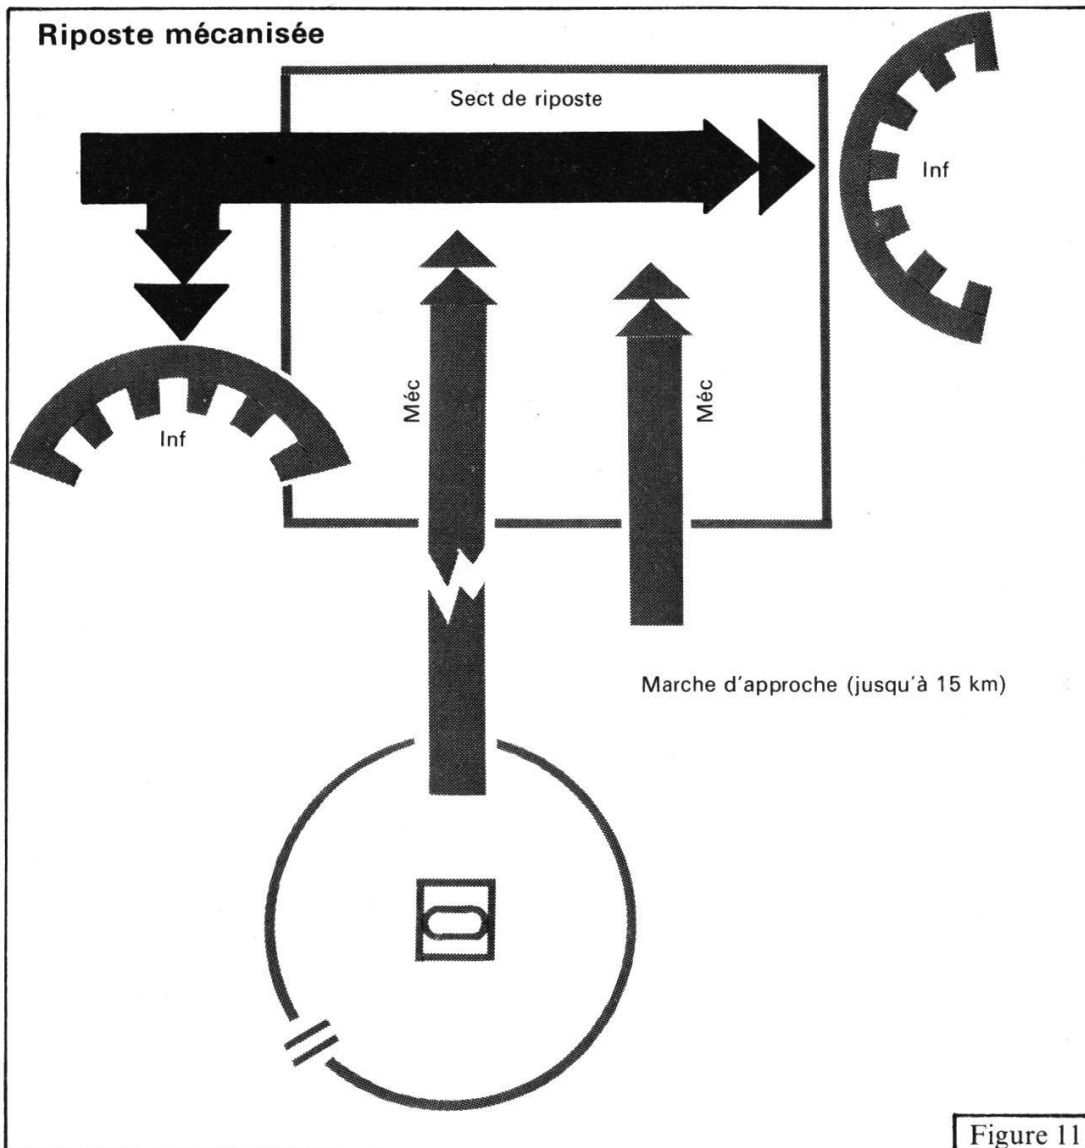 Riposte mécanisée
Sect de riposte
Inf
Inf
Méc
Méc
Marche d'approche (jusqu'à 15 km)
Figure 11